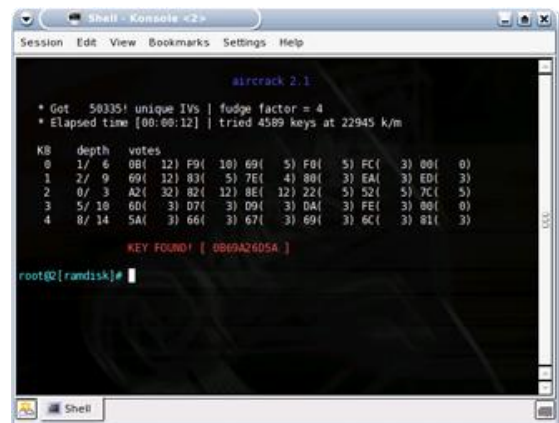 Shell - Konsole <2>
Session Edit View Bookmarks Settings Help
aircrack 2.1
* Got 50335! unique IVs | fudge factor = 4
* Elapsed time [00:00:12] | tried 4589 keys at 22945 k/m
KB depth votes
0 1/ 6 0B( 12) F9( 10) 69( 5) F0( 5) FC( 3) 00( 0)
1 2/ 9 69( 12) 83( 5) 7E( 4) 80( 3) EA( 3) ED( 3)
2 0/ 3 A2( 32) 82( 12) 8E( 12) 22( 5) 52( 5) 7C( 5)
3 5/ 10 6D( 3) D7( 3) D9( 3) DA( 3) FE( 3) 00( 0)
4 8/ 14 5A( 3) 66( 3) 67( 3) 69( 3) 6C( 3) 81( 3)
KEY FOUND! [ 0B69A26D5A ]
root@2[ramdisk]#
Shell